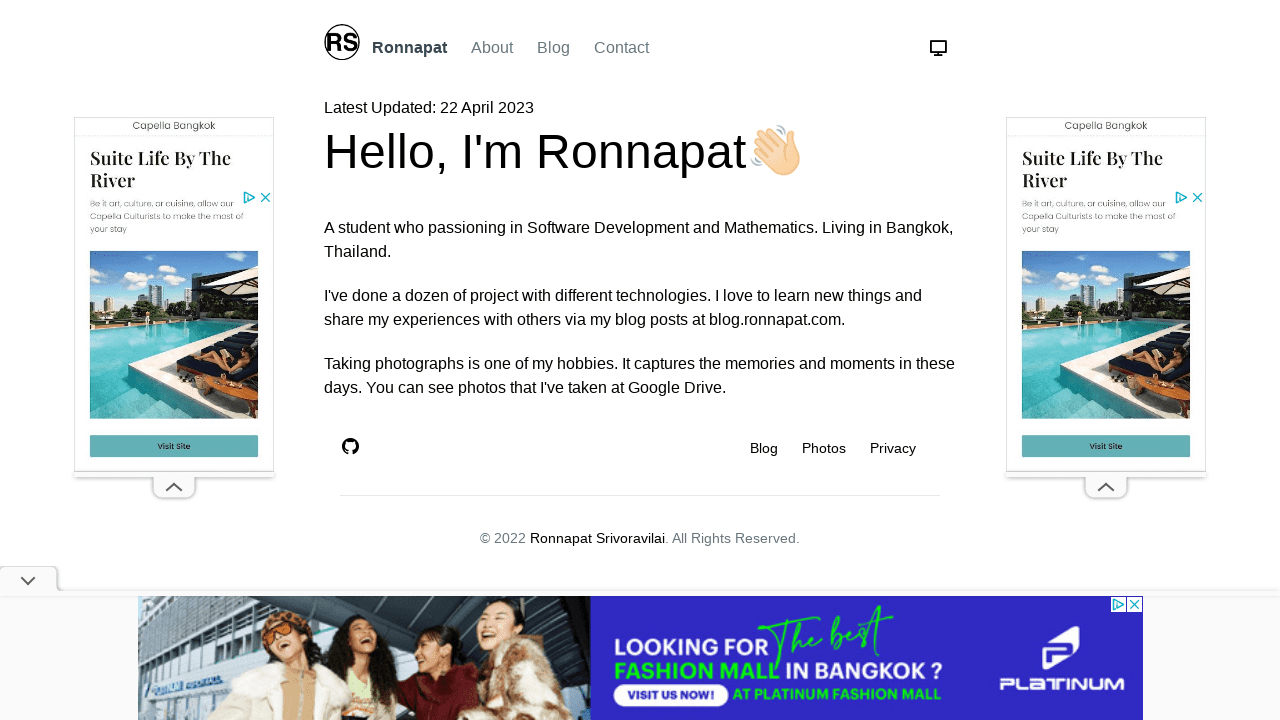 RS Ronnapat About Blog Contact
Latest Updated: 22 April 2023
Hello, I'm Ronnapat
A student who passioning in Software Development and Mathematics. Living in Bangkok,
Thailand.
I've done a dozen of project with different technologies. I love to learn new things and
share my experiences with others via my blog posts at blog.ronnapat.com.
Taking photographs is one of my hobbies. It captures the memories and moments in these
days. You can see photos that I've taken at Google Drive.
Blog Photos Privacy
© 2022 Ronnapat Srivoravilai. All Rights Reserved.
Capella Bangkok
Suite Life By The
River
Be it art, culture, or cuisine, allow our
Capella Culturists to make the most of
your stay
Visit Site
Capella Bangkok
Suite Life By The
River
Be it art, culture, or cuisine, allow our
Capella Culturists to make the most of
your stay
Visit Site
LOOKING FOR The best
FASHION MALL IN BANGKOK ?
VISIT US NOW! AT PLATINUM FASHION MALL
PLATINUM